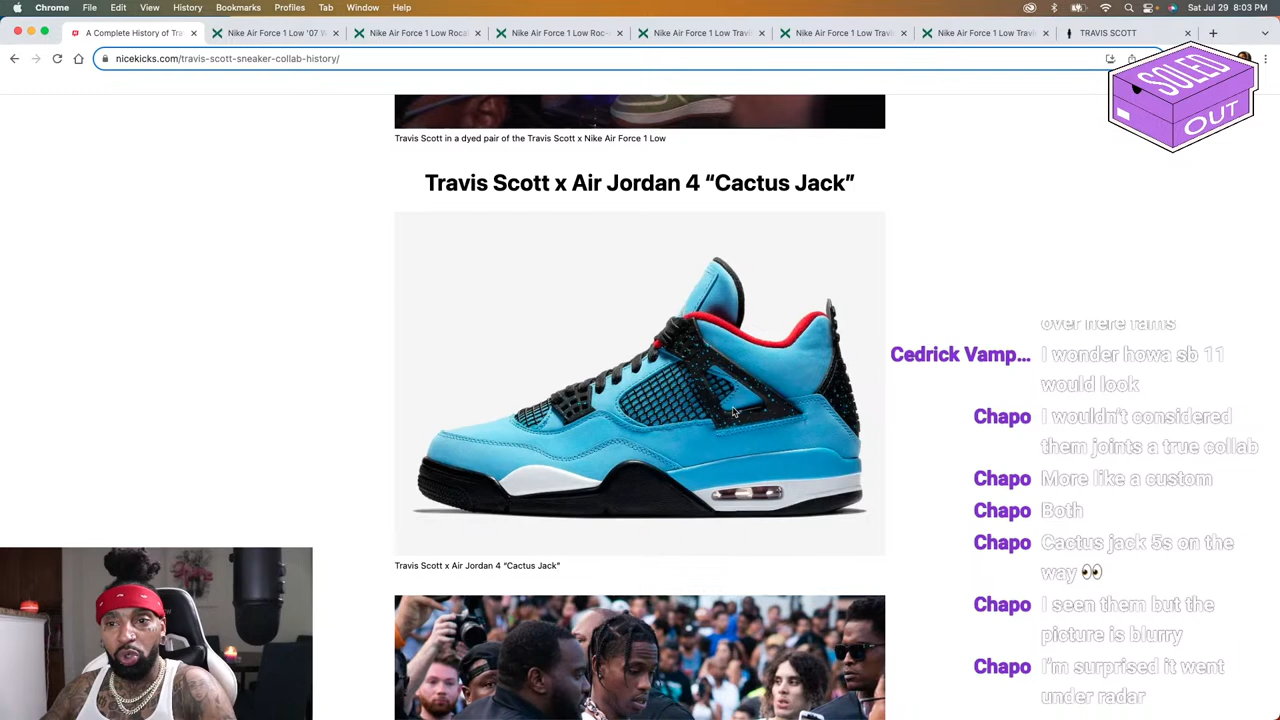 Chrome File Edit View History Bookmarks Profiles Tab Window Help
Sat Jul 29 8:03 PM
A Complete History of Tra
Nike Air Force 1 Low '07
Nike Air Force 1 Low Roca
Nike Air Force 1 Low Roc-
Nike Air Force 1 Low Travi
Nike Air Force 1 Low Travi
Nike Air Force 1 Low Travi
TRAVIS SCOTT
nicekicks.com/travis-scott-sneaker-collab-history/
SOLED
OUT
Travis Scott in a dyed pair of the Travis Scott x Nike Air Force 1 Low
Travis Scott x Air Jordan 4 “Cactus Jack”
Travis Scott x Air Jordan 4 "Cactus Jack"
over here fams
Cedrick Vamp... I wonder howa sb 11
would look
Chapo I wouldn't considered
them joints a true collab
Chapo More like a custom
Chapo Both
Chapo Cactus jack 5s on the
way 👀
Chapo I seen them but the
picture is blurry
Chapo I'm surprised it went
under radar